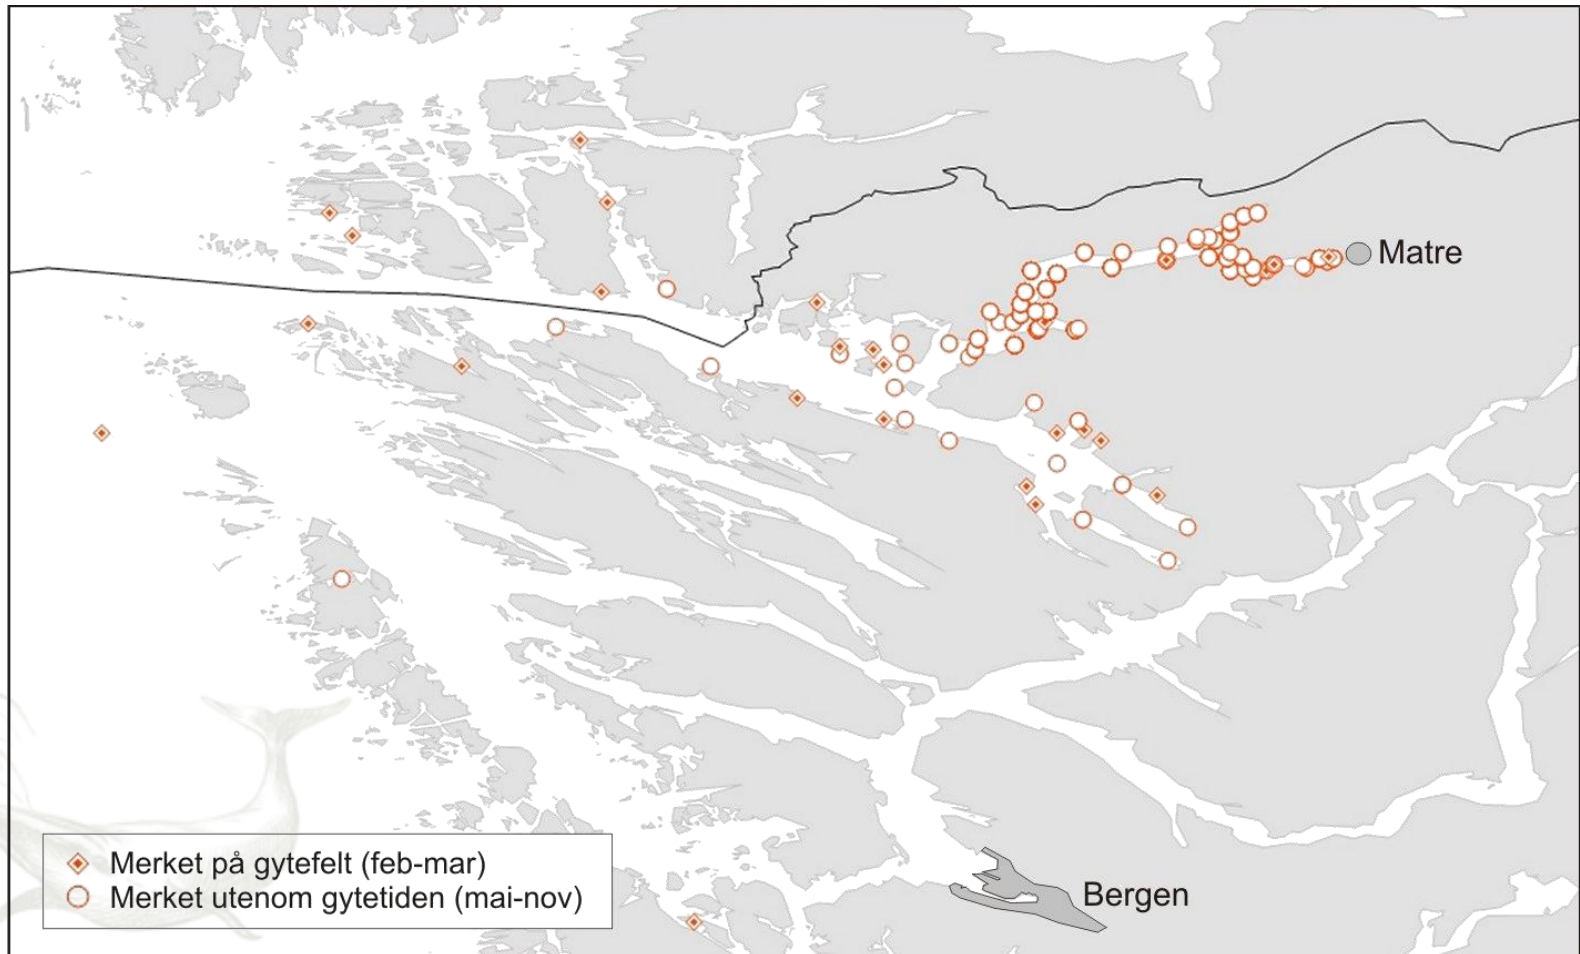 Matre
Merket på gytefelt (feb-mar)
Merket utenom gytetiden (mai-nov)
Bergen